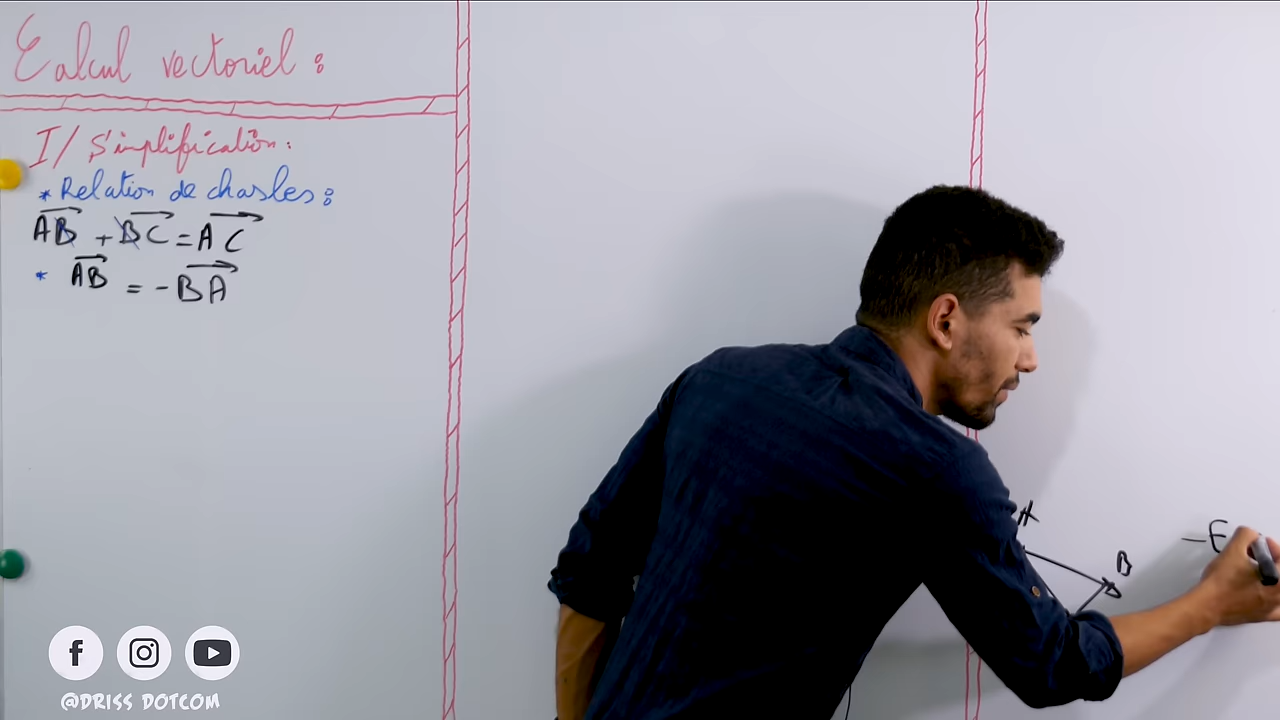 Calcul vectoriel :
I/ Simplification:
* Relation de chasles :
AB + BC = AC
* AB = - BA
A
B
- E
@DRISS DOTCOM